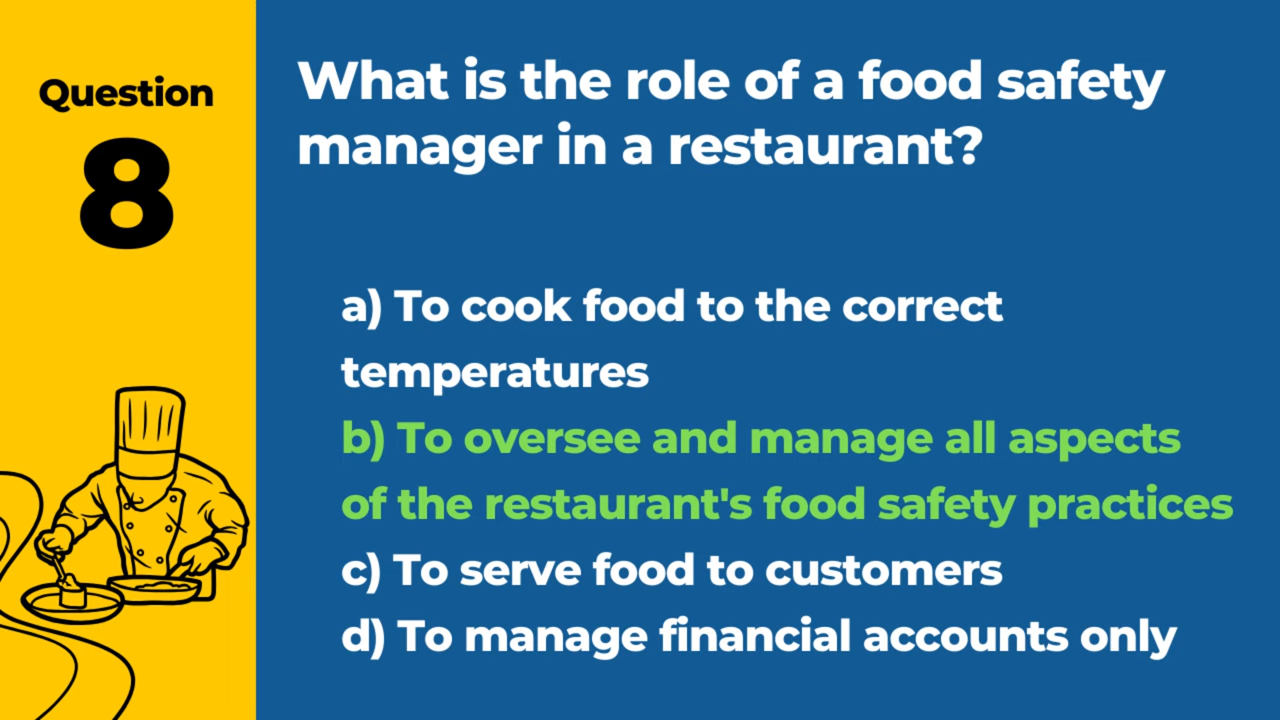 Question
8
What is the role of a food safety
manager in a restaurant?
a) To cook food to the correct
temperatures
b) To oversee and manage all aspects
of the restaurant's food safety practices
c) To serve food to customers
d) To manage financial accounts only